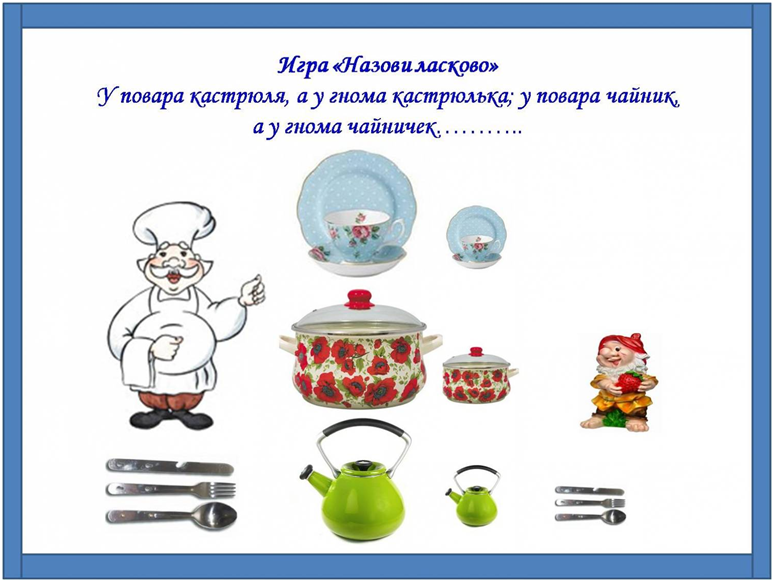 Игра «Назови ласково»
У повара кастрюля, а у гнома кастрюлька; у повара чайник,
а у гнома чайничек………..